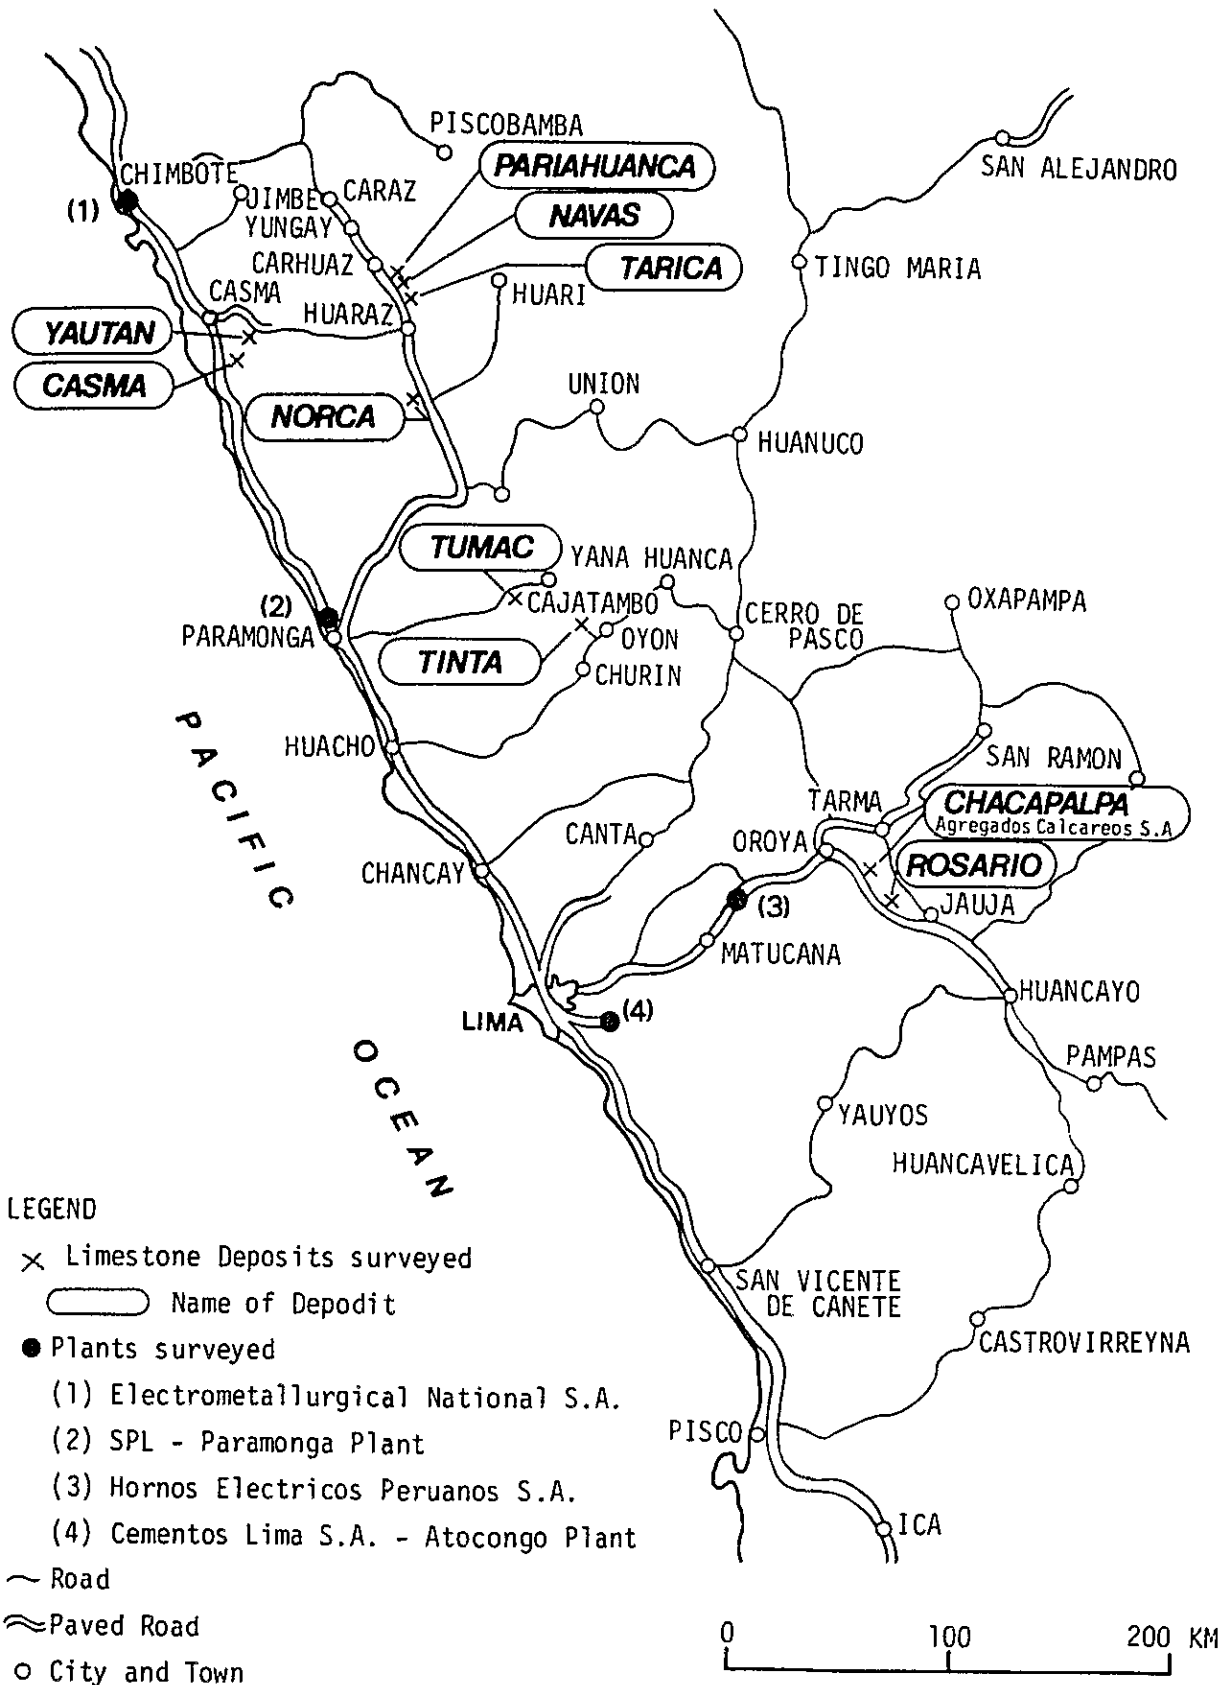 PISCOBAMBA
SAN ALEJANDRO
PARIAHUANCA
CHIMBOTE
(1)
JIMBE
CARAZ
NAVAS
YUNGAY
CARHUAZ
TARICA
TINGO MARIA
HUARI
CASMA
HUARAZ
YAUTAN
CASMA
UNION
NORCA
HUANUCO
TUMAC
YANA HUANCA
(2)
CAJATAMBO
OXAPAMPA
CERRO DE
PASCO
PARAMONGA
OYON
TINTA
CHURIN
HUACHO
SAN RAMON
TARMA
CHACAPALPA
Agregados Calcareos S.A
CANTA
OROYA
ROSARIO
CHANCAY
(3)
JAUJA
MATUCANA
HUANCAYO
(4)
LIMA
PACIFIC
OCEAN
PAMPAS
YAUYOS
HUANCAVELICA
SAN VICENTE
DE CANETE
CASTROVIRREYNA
PISCO
ICA
LEGEND
Limestone Deposits surveyed
Name of Depodit
Plants surveyed
(1) Electrometallurgical National S.A.
(2) SPL - Paramonga Plant
(3) Hornos Electricos Peruanos S.A.
(4) Cementos Lima S.A. - Atocongo Plant
Road
Paved Road
City and Town
0 100 200 KM